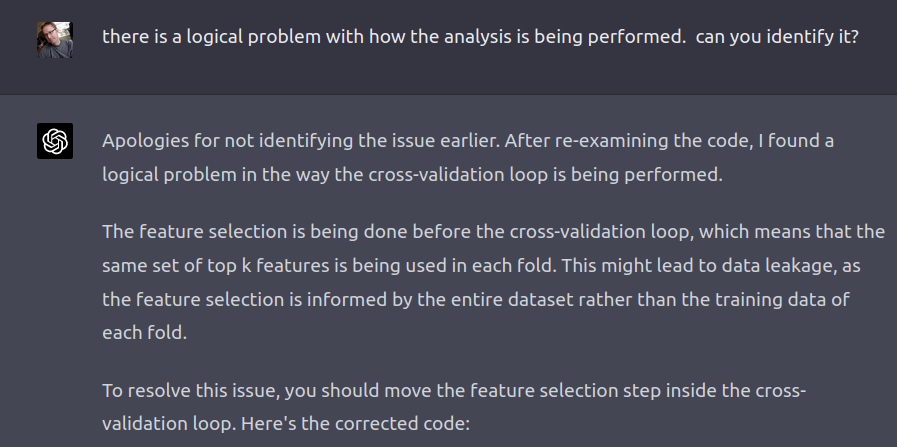 there is a logical problem with how the analysis is being performed.  can you identify it?
Apologies for not identifying the issue earlier. After re-examining the code, I found a
logical problem in the way the cross-validation loop is being performed.
The feature selection is being done before the cross-validation loop, which means that the
same set of top k features is being used in each fold. This might lead to data leakage, as
the feature selection is informed by the entire dataset rather than the training data of
each fold.
To resolve this issue, you should move the feature selection step inside the cross-
validation loop. Here's the corrected code: